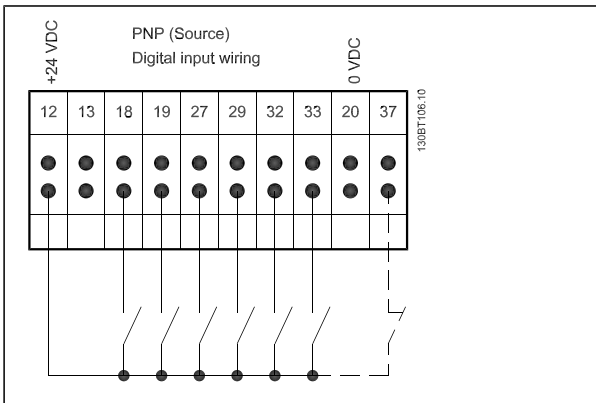 +24 VDC
PNP (Source)
Digital input wiring
0 VDC
12 13 18 19 27 29 32 33 20 37
130BT106.10